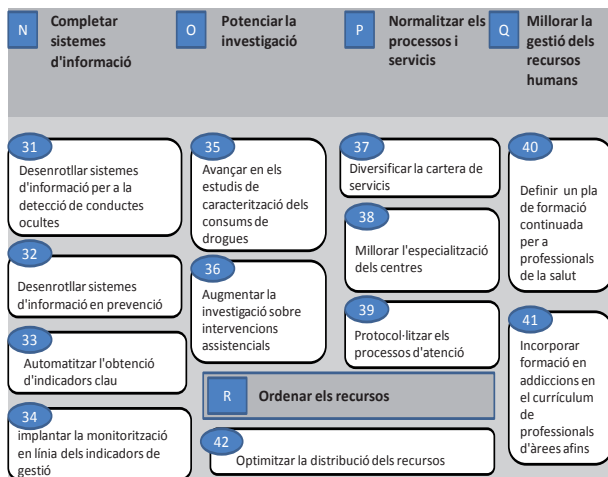 N
Completar
sistemes
d'informació
O
Potenciar la
investigació
P
Normalitzar els
processos i
servicis
Q
Millorar la
gestió dels
recursos
humans
31
Desenrotllar sistemes
d'informació per a la
detecció de conductes
ocultes
32
Desenrotllar sistemes
d'informació en prevenció
33
Automatitzar l'obtenció
d'indicadors clau
34
implantar la monitorització
en línia dels indicadors de
gestió
35
Avançar en els
estudis de
caracterització dels
consums de
drogues
36
Augmentar la
investigació sobre
intervencions
assistencials
37
Diversificar la cartera de
servicis
38
Millorar l'especialització
dels centres
39
Protocol·litzar els
processos d'atenció
R
Ordenar els recursos
42
Optimitzar la distribució dels recursos
40
Definir un pla
de formació
continuada
per a
professionals
de la salut
41
Incorporar
formació en
addiccions en
el currículum
de
professionals
d'àrees afins